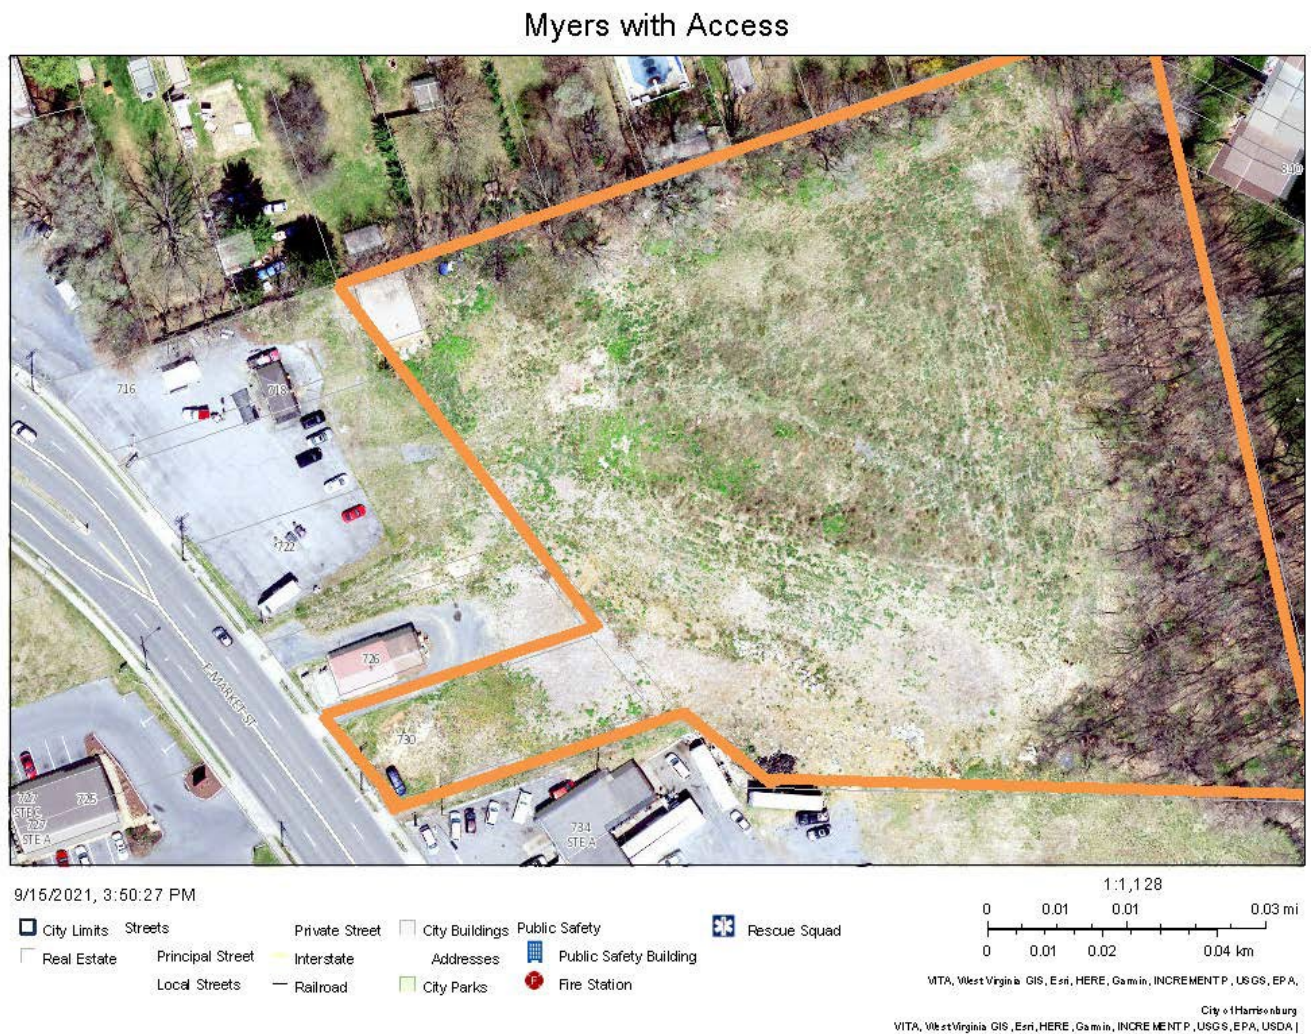 Myers with Access
840
716
718
722
E MARKET ST
726
730
727
STE C
725
727
STE A
734
STE A
9/15/2021, 3:50:27 PM
1:1,128
0 0.01 0.01 0.03 mi
0 0.01 0.02 0.04 km
City Limits Streets Private Street City Buildings Public Safety Rescue Squad
Real Estate Principal Street Interstate Addresses Public Safety Building
Local Streets Railroad City Parks F Fire Station
VITA, West Virginia GIS, Esri, HERE, Garmin, INCREMENT P, USGS, EPA,
City of Harrisonburg
VITA, West Virginia GIS, Esri, HERE, Garmin, INCREMENT P, USGS, EPA, USDA |